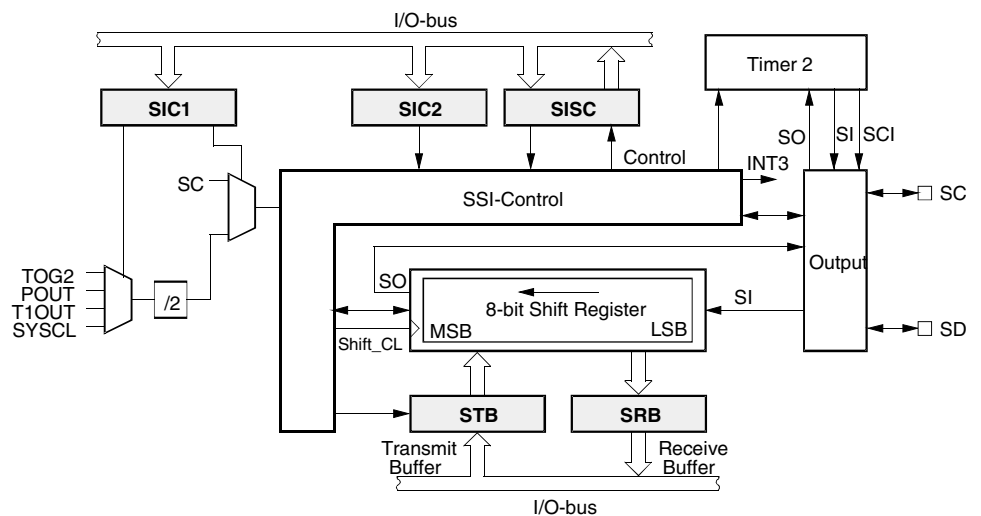 I/O-bus
Timer 2
SIC1
SIC2
SISC
SO
SI
SCI
Control
INT3
SC
SSI-Control
SC
TOG2
POUT
T1OUT
SYSCL
/2
SO
8-bit Shift Register
MSB
LSB
SI
Output
SD
Shift_CL
STB
SRB
Transmit
Buffer
Receive
Buffer
I/O-bus